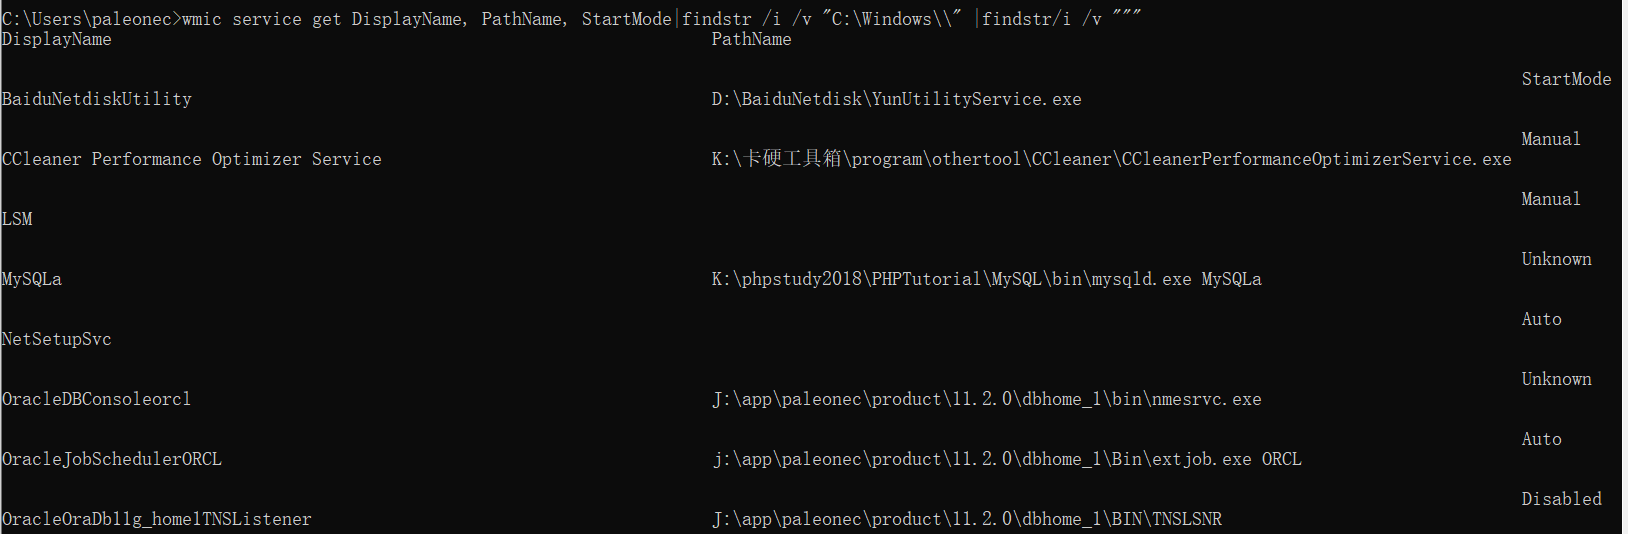 C:\Users\paleonec>wmic service get DisplayName, PathName, StartMode|findstr /i /v "C:\Windows\\" |findstr/i /v """
DisplayName PathName
StartMode
BaiduNetdiskUtility D:\BaiduNetdisk\YunUtilityService.exe
Manual
CCleaner Performance Optimizer Service K:\卡硬工具箱\program\othertool\CCleaner\CCleanerPerformanceOptimizerService.exe
Manual
LSM
Unknown
MySQLa K:\phpstudy2018\PHPTutorial\MySQL\bin\mysqld.exe MySQLa
Auto
NetSetupSvc
Unknown
OracleDBConsoleorcl J:\app\paleonec\product\11.2.0\dbhome_1\bin\nmesrvc.exe
Auto
OracleJobSchedulerORCL j:\app\paleonec\product\11.2.0\dbhome_1\Bin\extjob.exe ORCL
Disabled
OracleOraDb11g_home1TNSListener J:\app\paleonec\product\11.2.0\dbhome_1\BIN\TNSLSNR